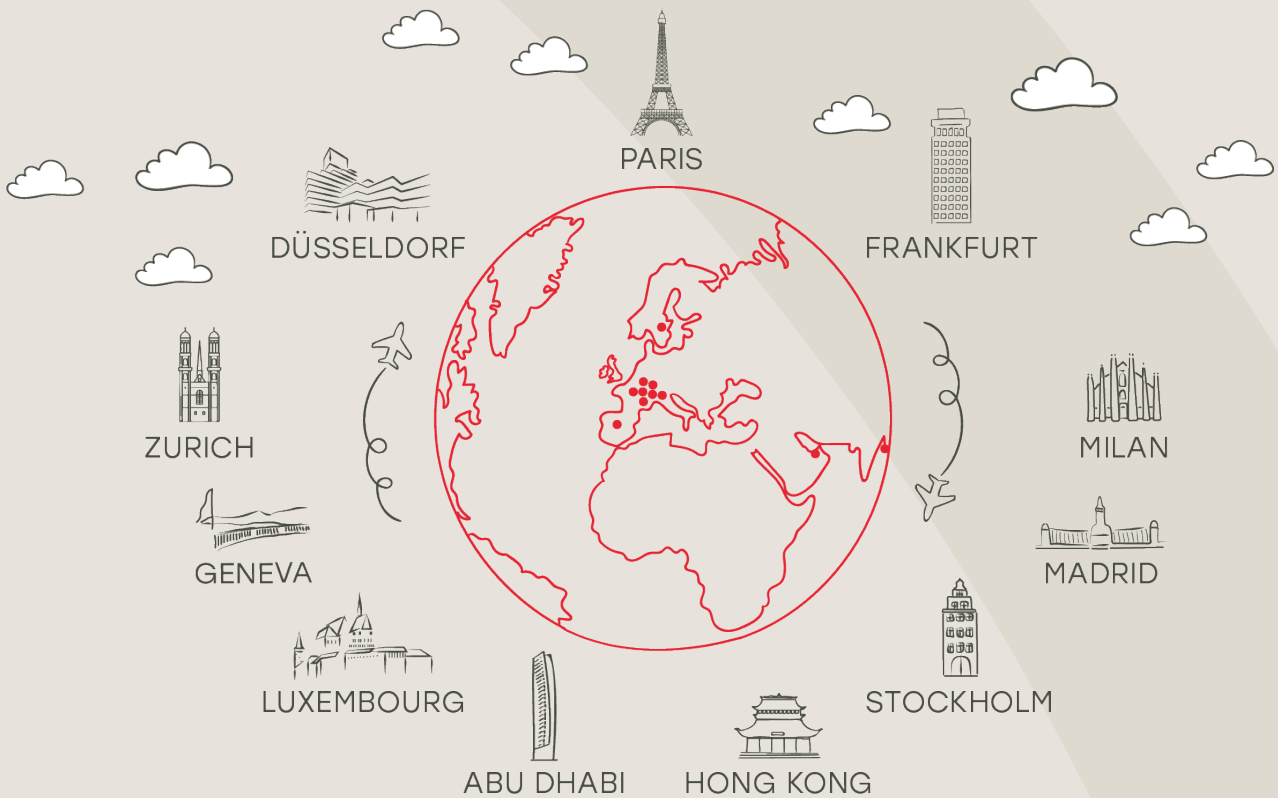 PARIS
DÜSSELDORF
FRANKFURT
ZURICH
MILAN
GENEVA
MADRID
LUXEMBOURG
STOCKHOLM
ABU DHABI
HONG KONG